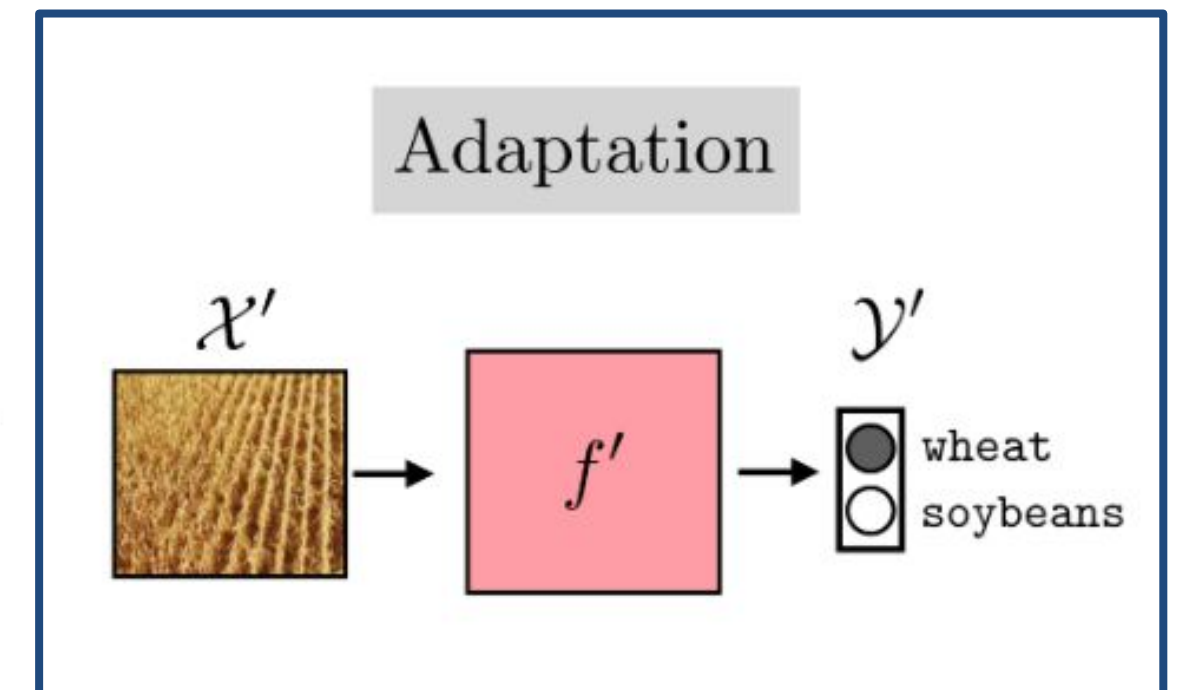 Adaptation
𝒳′
𝒴′
f′
wheat
soybeans